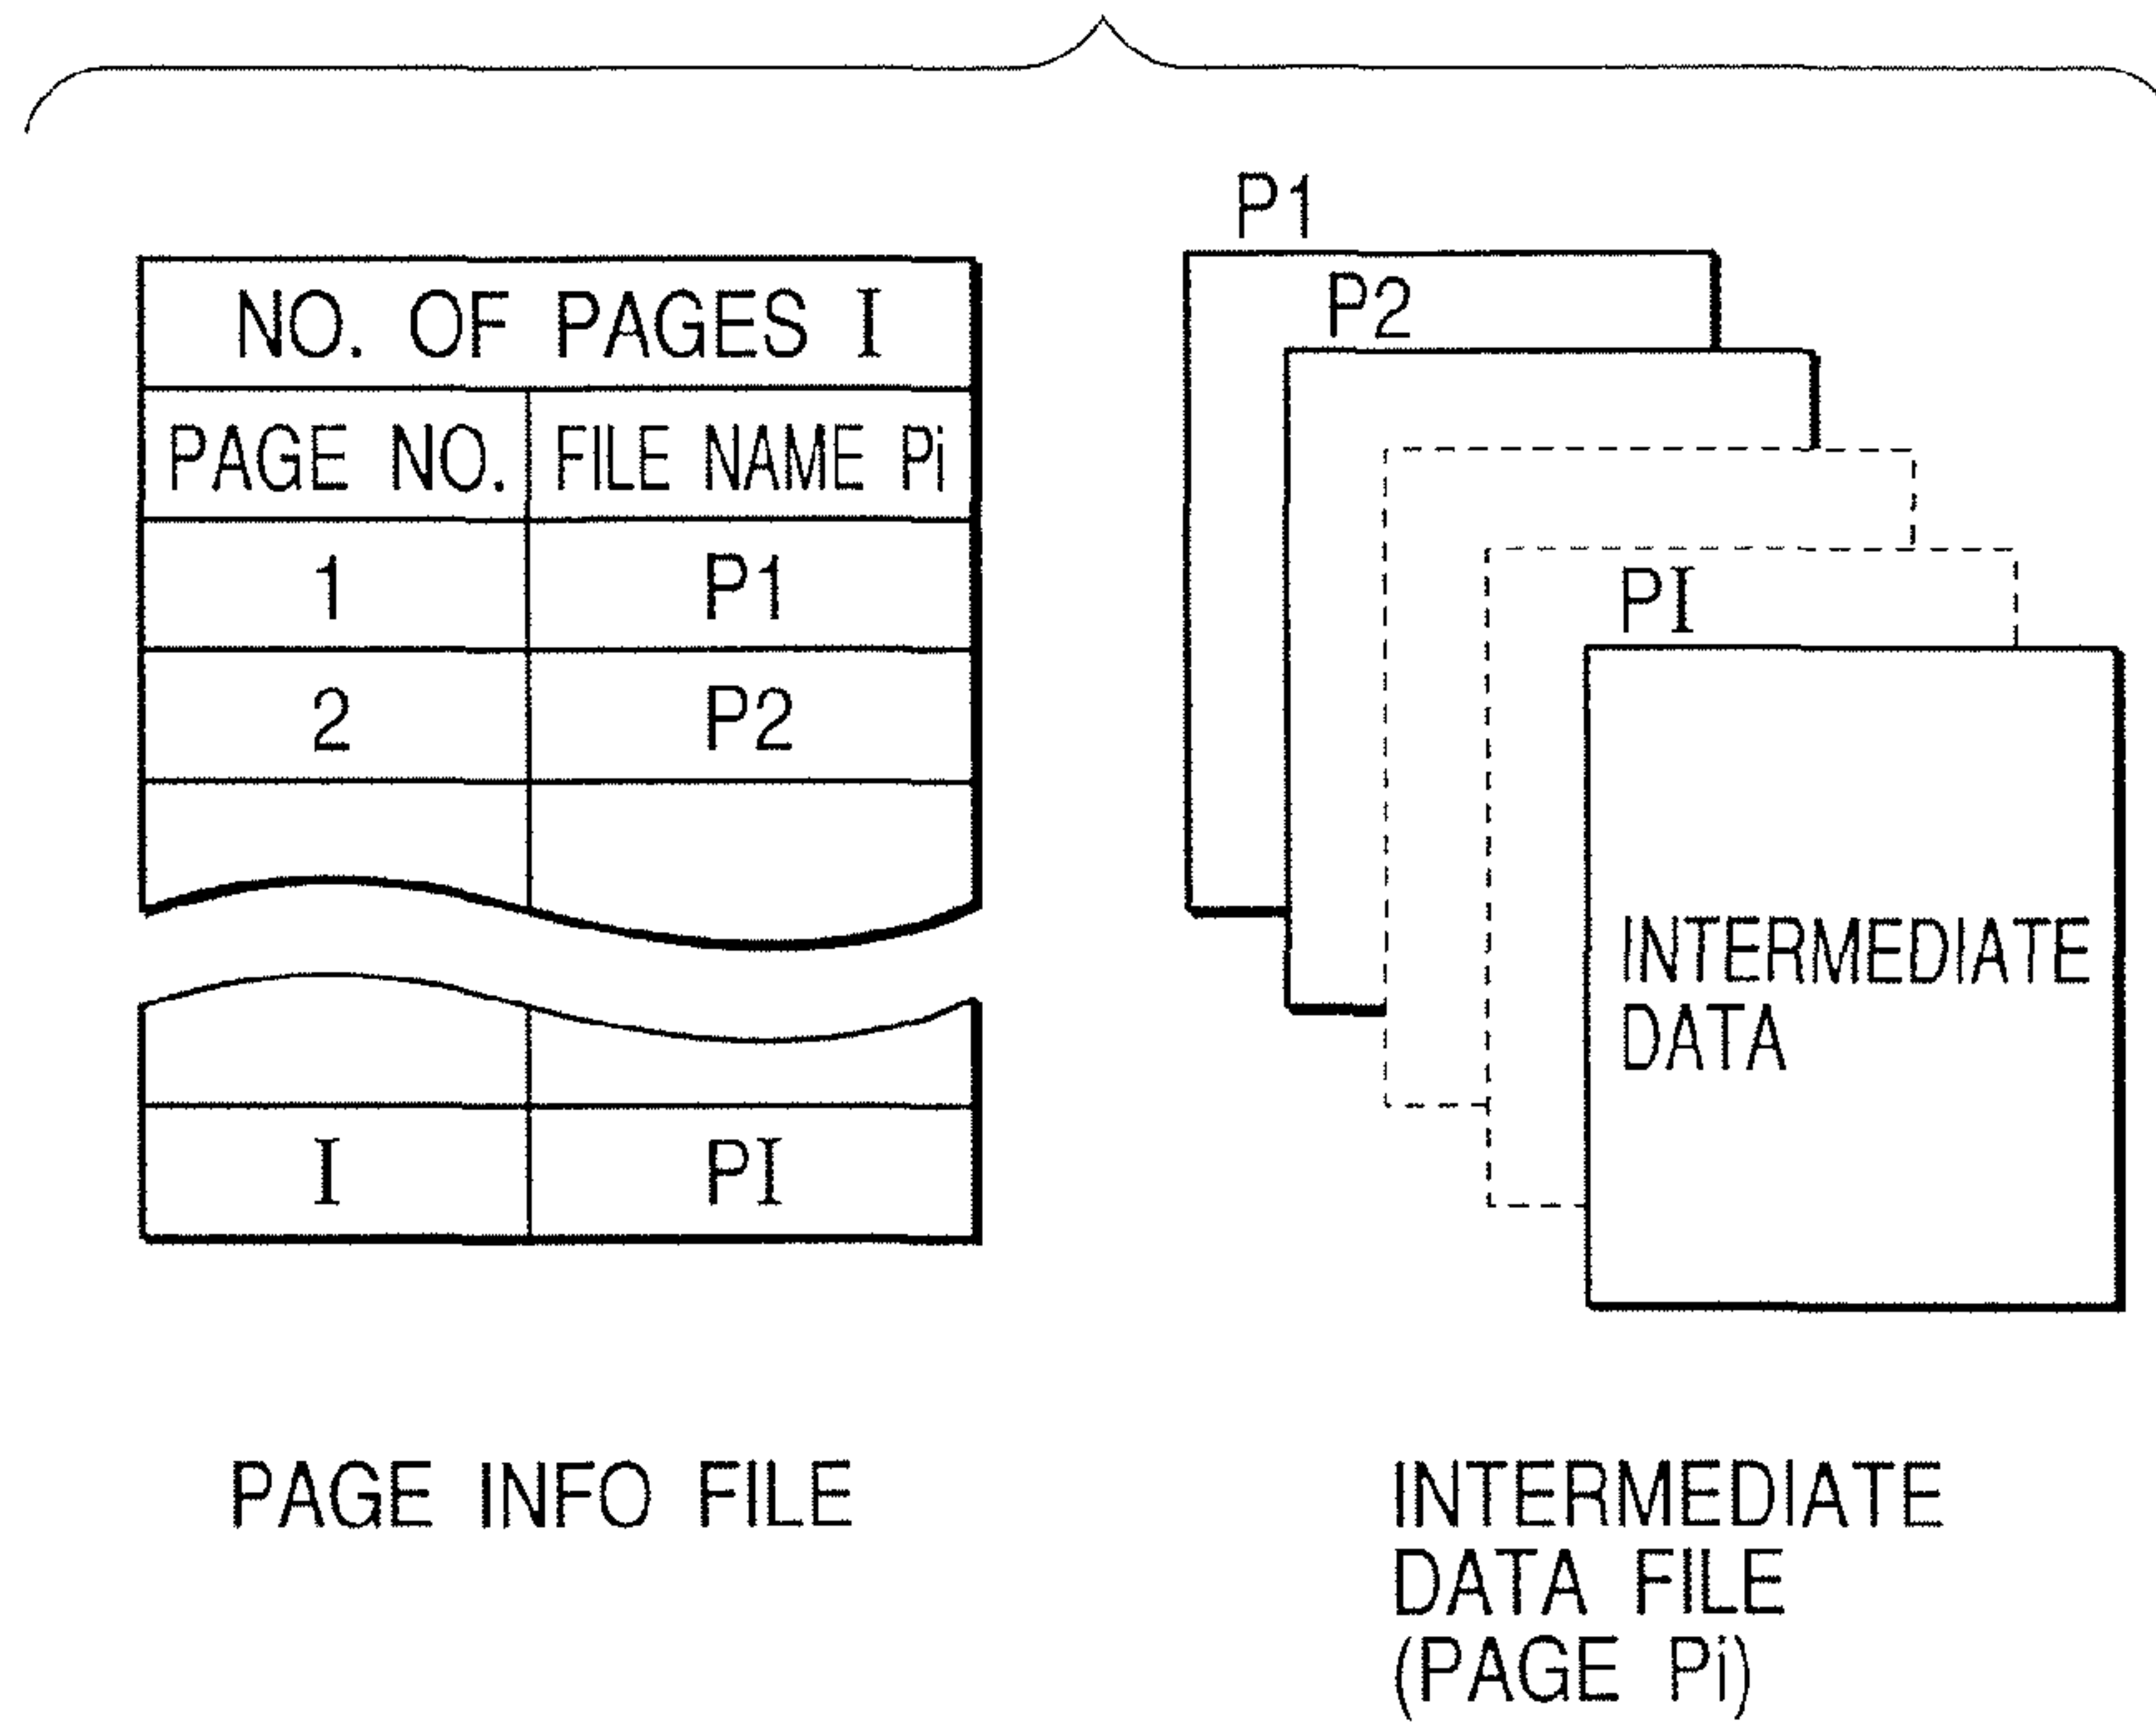 NO. OF PAGES I
PAGE NO. FILE NAME Pi
1 P1
2 P2
I PI
PAGE INFO FILE
P1
P2
PI
INTERMEDIATE
DATA
INTERMEDIATE
DATA FILE
(PAGE Pi)